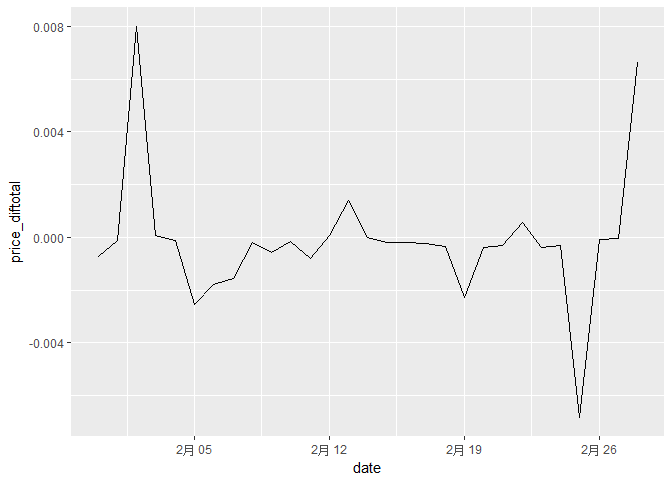 0.008
0.004
0.000
-0.004
price_diftotal
2月 05
2月 12
2月 19
2月 26
date